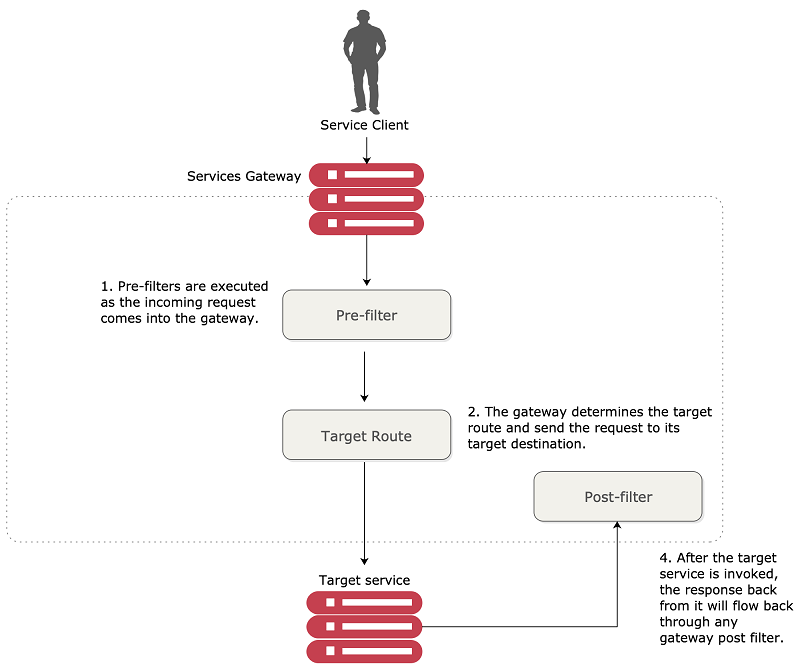 Service Client
Services Gateway
1. Pre-filters are executed
as the incoming request
comes into the gateway.
Pre-filter
2. The gateway determines the target
route and send the request to its
target destination.
Target Route
Post-filter
Target service
4. After the target
service is invoked,
the response back
from it will flow back
through any
gateway post filter.